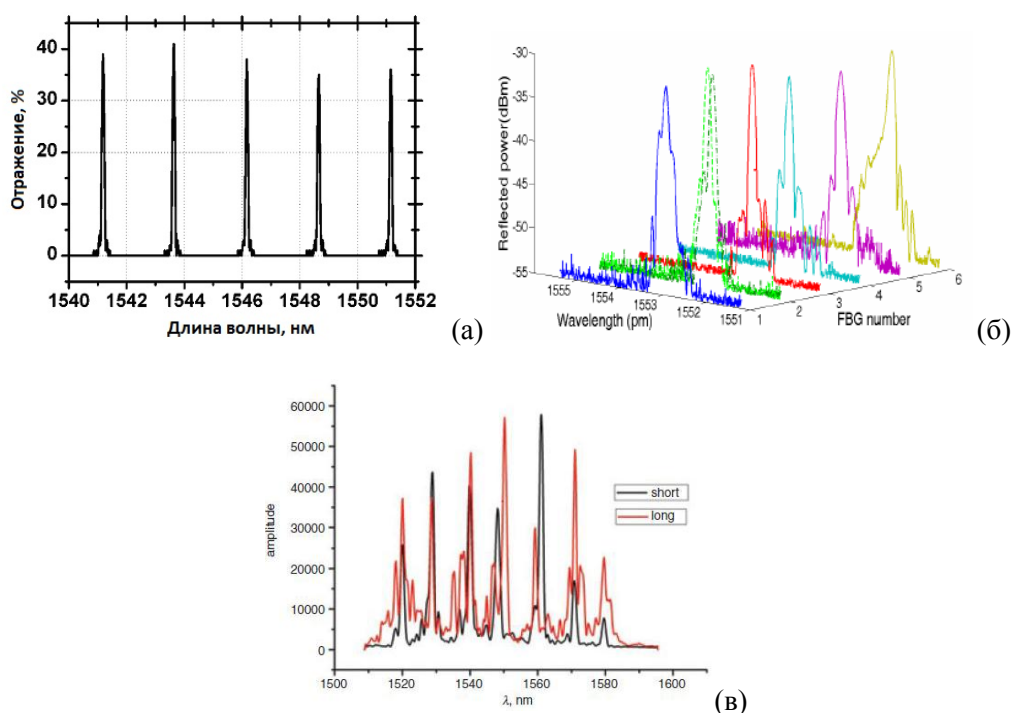 Отражение, %
40
30
20
10
0
1540 1542 1544 1546 1548 1550 1552
Длина волны, нм
(а)
Reflected power(dBm)
-30
-35
-40
-45
-50
-55
1555 1554 1553 1552 1551
Wavelength (pm)
1 2 3 4 5 6
FBG number
(б)
amplitude
60000
50000
40000
30000
20000
10000
0
1500 1520 1540 1560 1580 1600
λ, nm
short
long
(в)